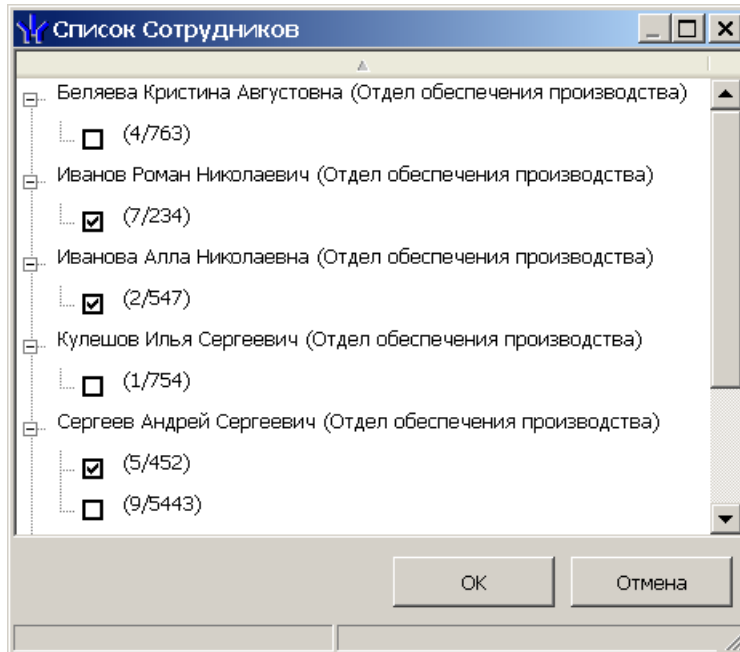 Список Сотрудников
Беляева Кристина Августовна (Отдел обеспечения производства)
(4/763)
Иванов Роман Николаевич (Отдел обеспечения производства)
(7/234)
Иванова Алла Николаевна (Отдел обеспечения производства)
(2/547)
Кулешов Илья Сергеевич (Отдел обеспечения производства)
(1/754)
Сергеев Андрей Сергеевич (Отдел обеспечения производства)
(5/452)
(9/5443)
ОК Отмена